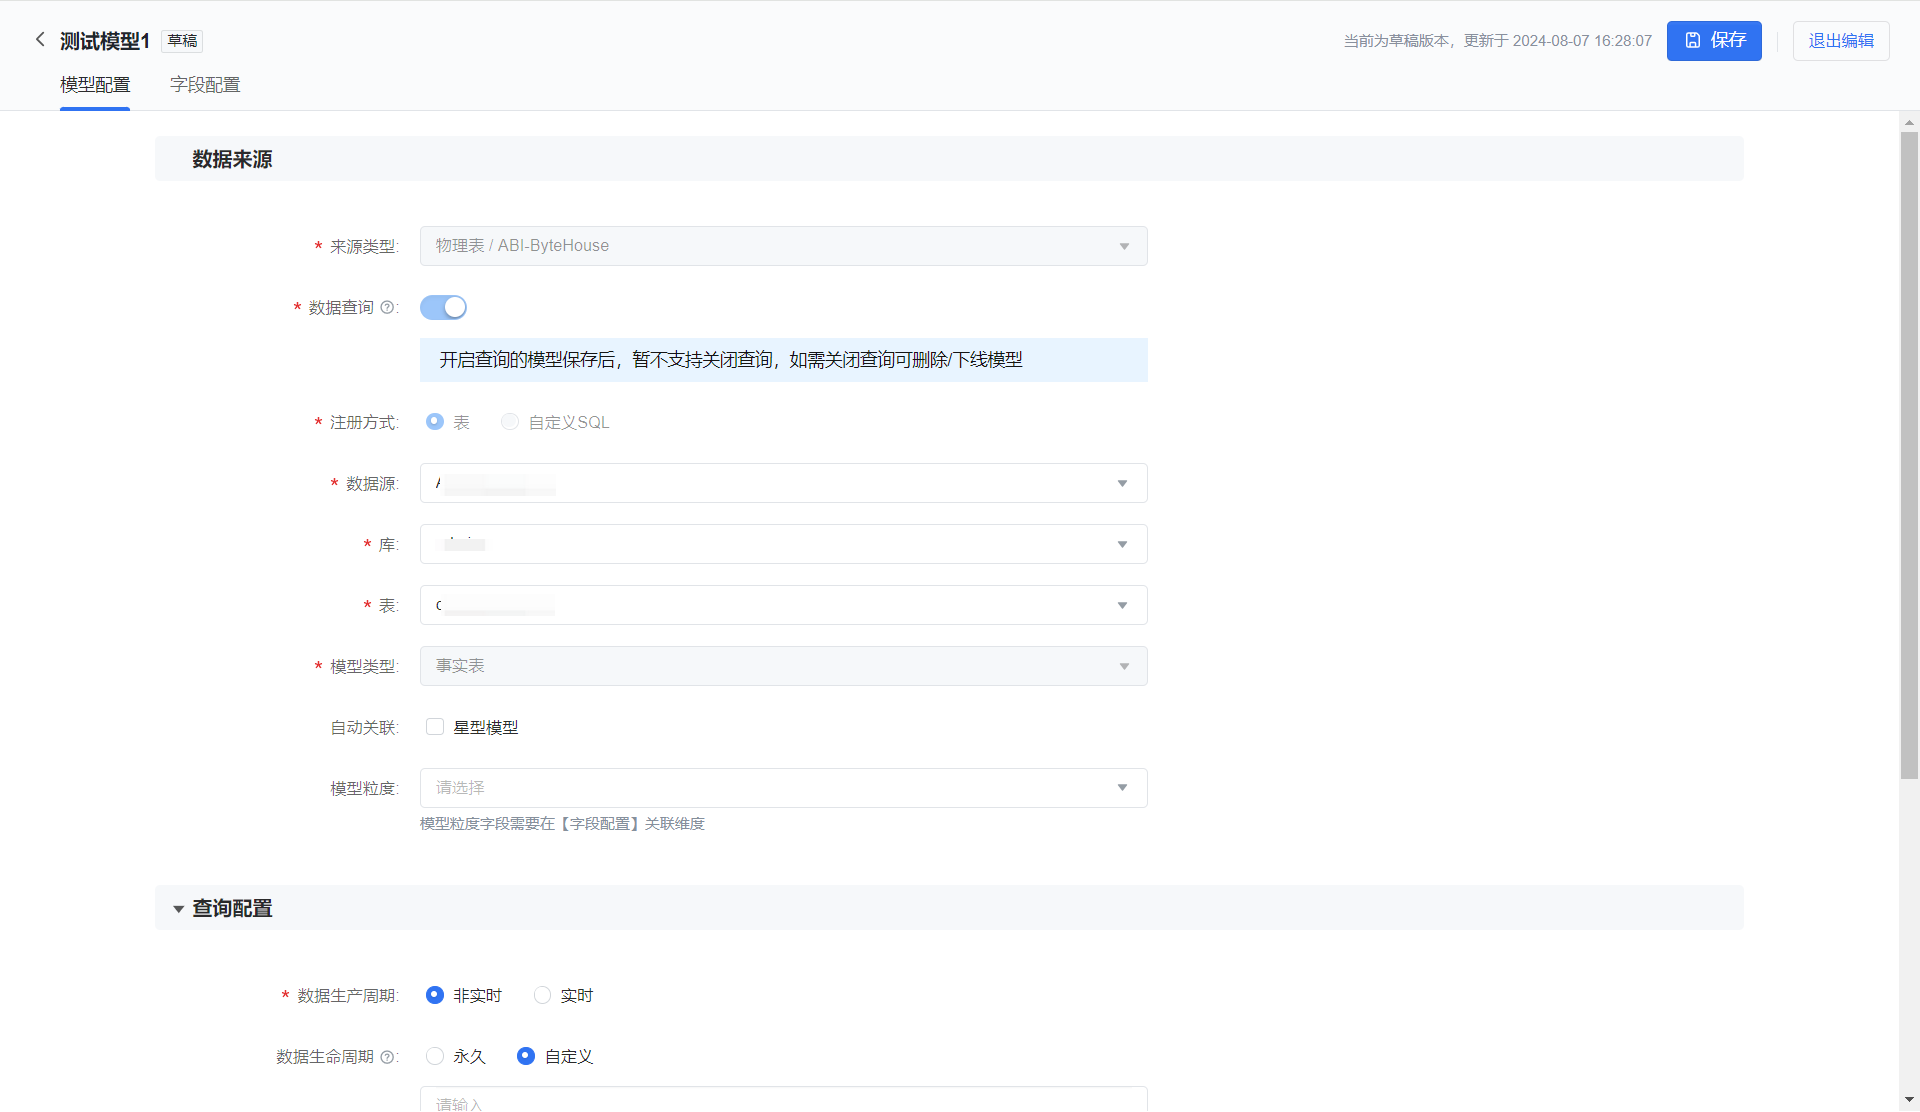 测试模型1 草稿
当前为草稿版本，更新于 2024-08-07 16:28:07 保存 退出编辑
模型配置 字段配置
数据来源
* 来源类型: 物理表 / ABI-ByteHouse
* 数据查询 ?:
开启查询的模型保存后，暂不支持关闭查询，如需关闭查询可删除/下线模型
* 注册方式: 表 自定义SQL
* 数据源:
* 库:
* 表:
* 模型类型: 事实表
自动关联: 星型模型
模型粒度: 请选择
模型粒度字段需要在【字段配置】关联维度
查询配置
* 数据生产周期: 非实时 实时
数据生命周期 ?: 永久 自定义
请输入